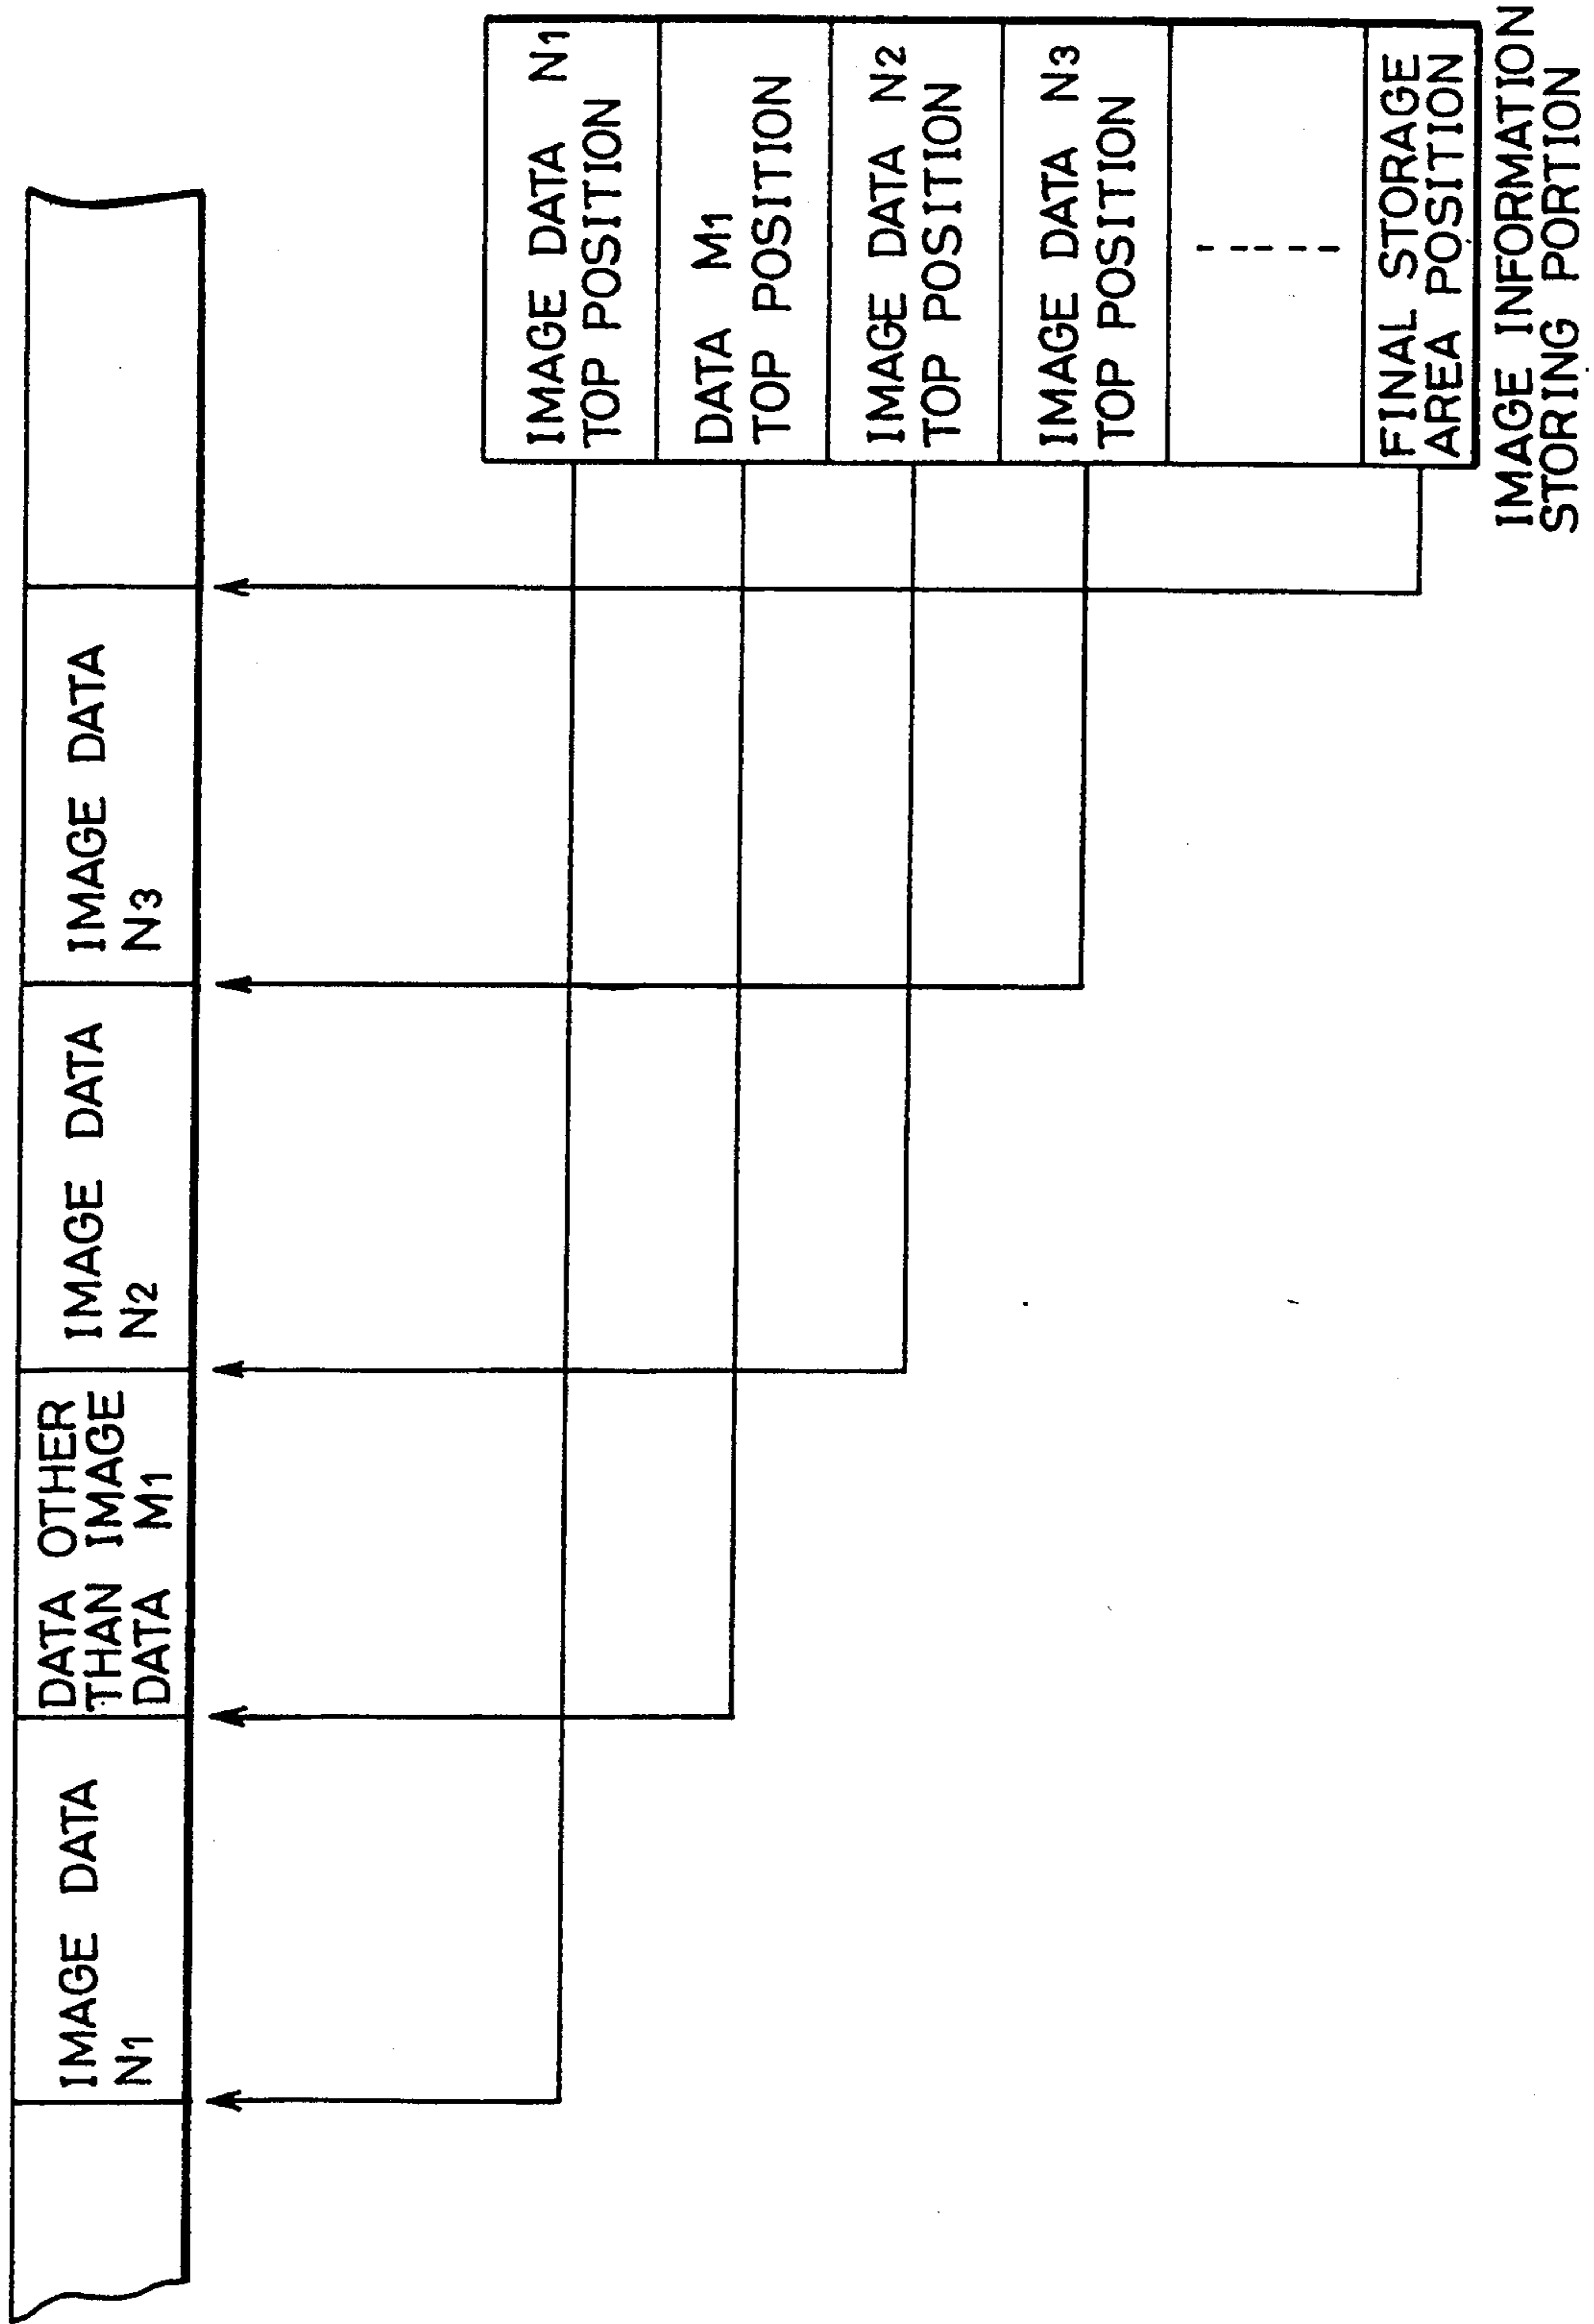 IMAGE DATA
N1
DATA OTHER
THAN IMAGE
DATA M1
IMAGE DATA
N2
IMAGE DATA
N3
IMAGE DATA N1
TOP POSITION
DATA M1
TOP POSITION
IMAGE DATA N2
TOP POSITION
IMAGE DATA N3
TOP POSITION
FINAL STORAGE
AREA POSITION
IMAGE INFORMATION
STORING PORTION